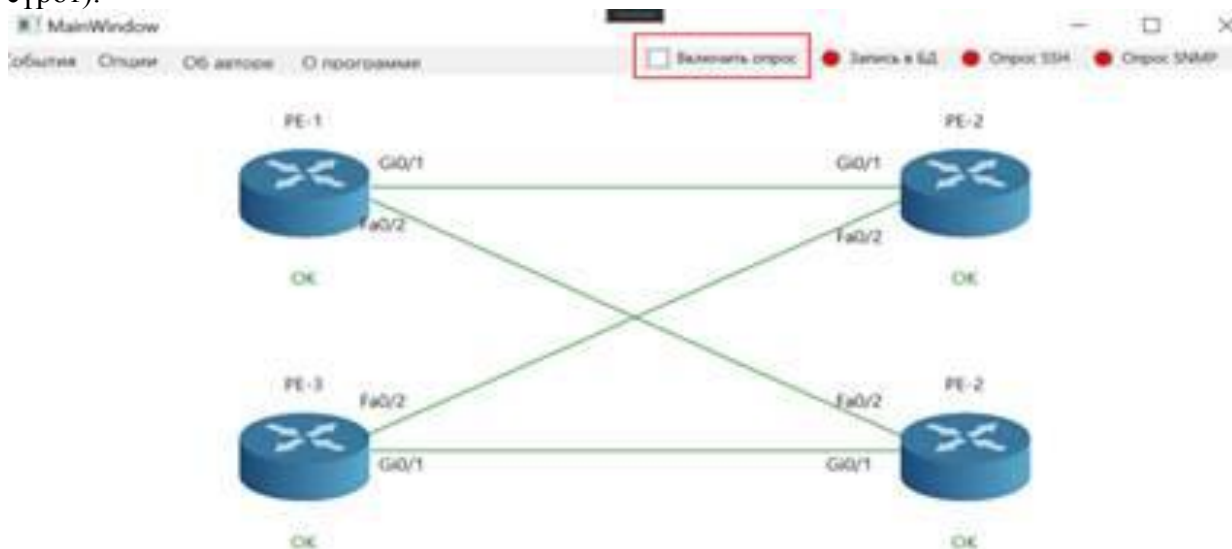 MainWindow
События Опции Об авторе О программе Включить опрос Запись в БД Опрос SSH Опрос SNMP
PE-1 PE-2
Gi0/1 Gi0/1
Fa0/2 Fa0/2
OK OK
PE-3 PE-2
Fa0/2 Fa0/2
Gi0/1 Gi0/1
OK OK